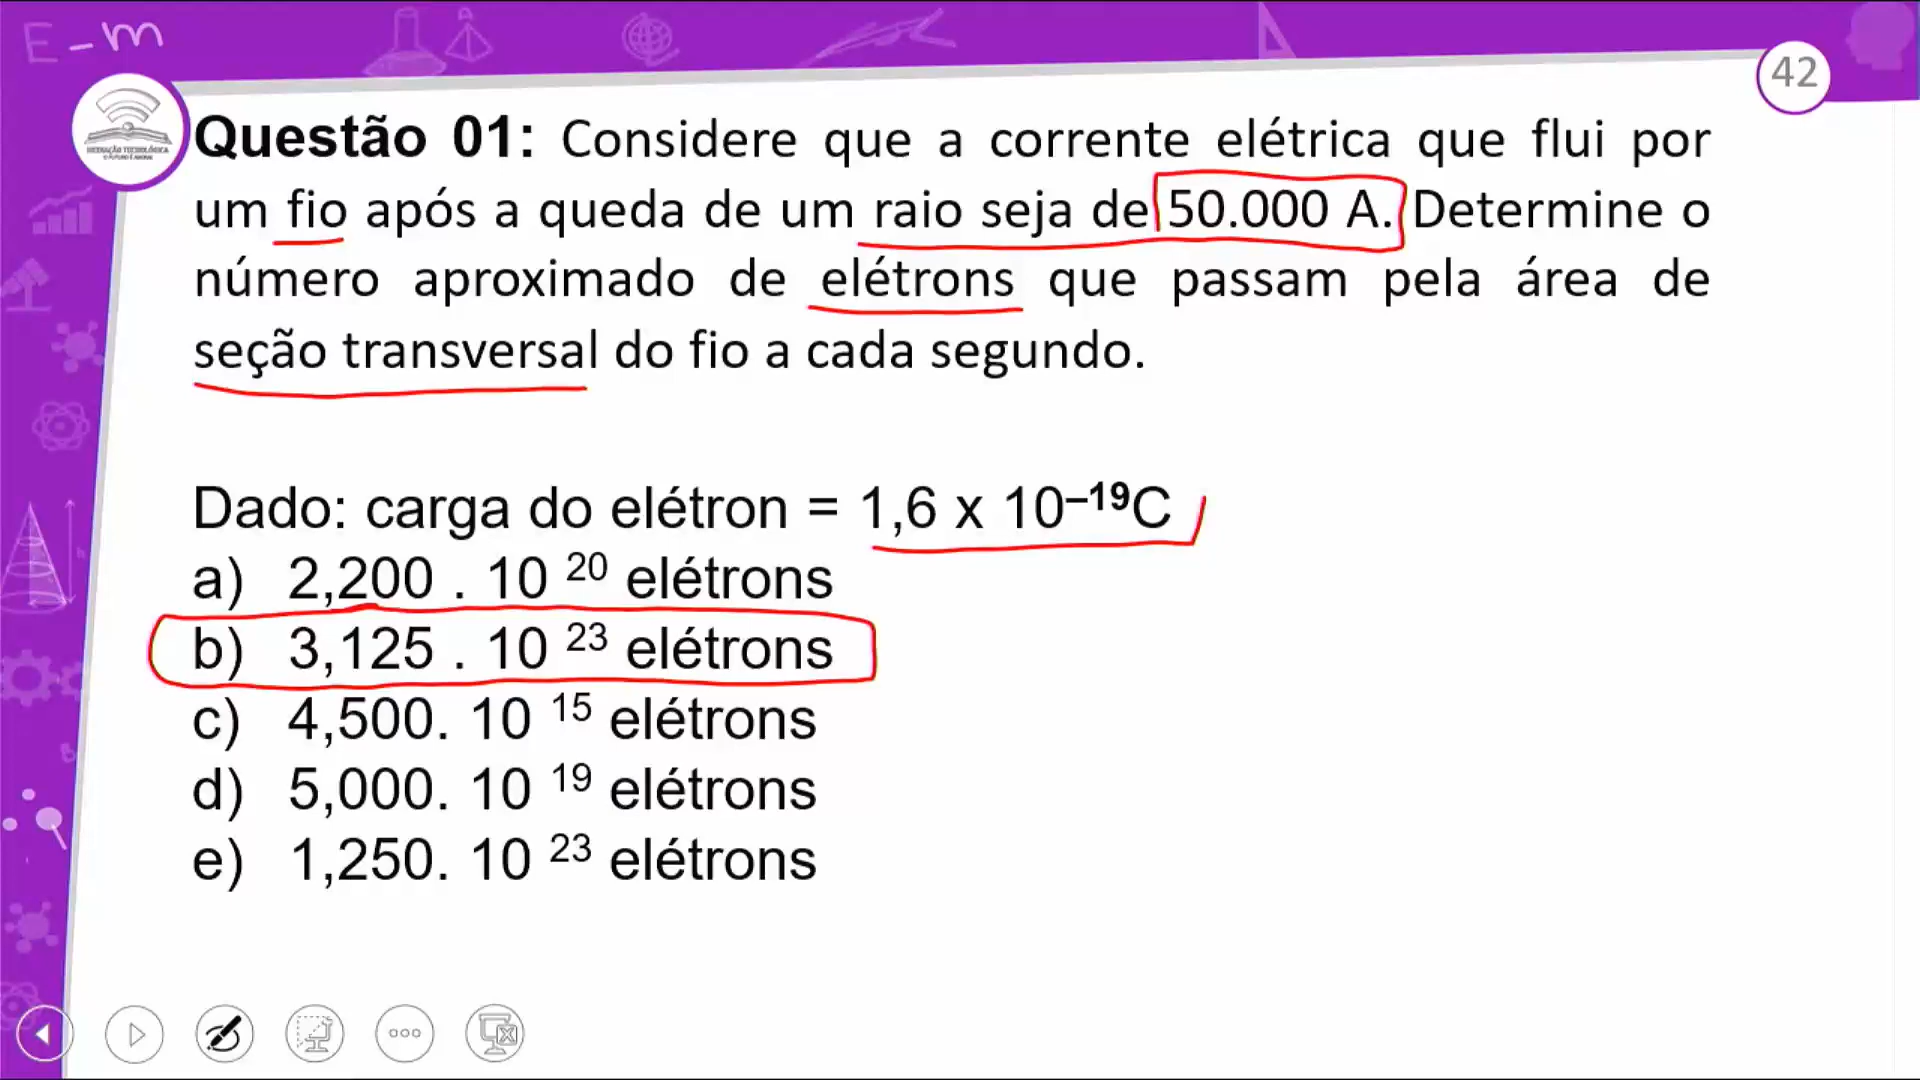 42
Questão 01: Considere que a corrente elétrica que flui por
um fio após a queda de um raio seja de 50.000 A. Determine o
número aproximado de elétrons que passam pela área de
seção transversal do fio a cada segundo.
Dado: carga do elétron = 1,6 x 10⁻¹⁹C
a) 2,200 . 10 ²⁰ elétrons
b) 3,125 . 10 ²³ elétrons
c) 4,500. 10 ¹⁵ elétrons
d) 5,000. 10 ¹⁹ elétrons
e) 1,250. 10 ²³ elétrons